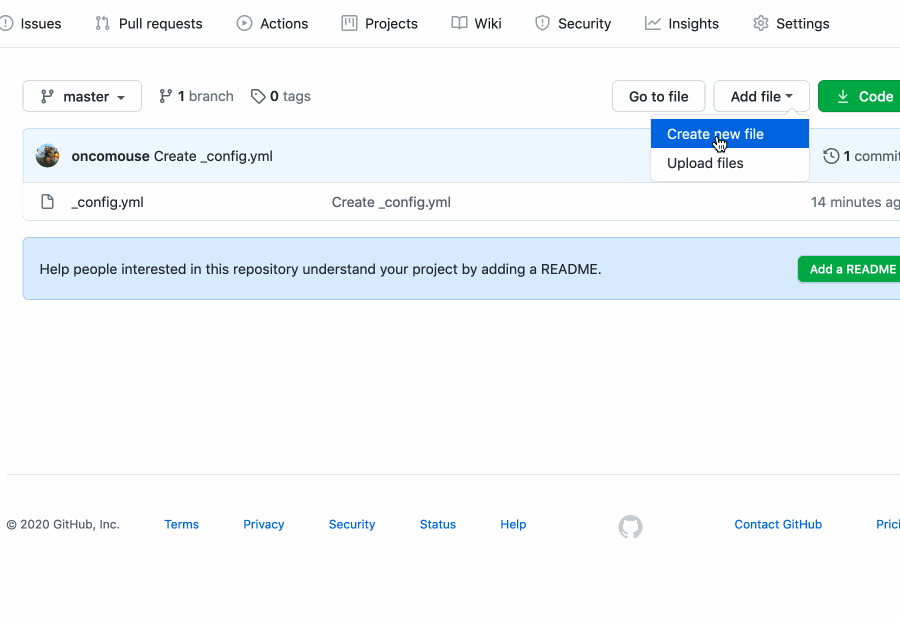 Issues Pull requests Actions Projects Wiki Security Insights Settings
master 1 branch 0 tags Go to file Add file Code
Create new file
oncomouse Create _config.yml 1 commit
Upload files
_config.yml Create _config.yml 14 minutes ag
Help people interested in this repository understand your project by adding a README. Add a README
© 2020 GitHub, Inc. Terms Privacy Security Status Help Contact GitHub Prici